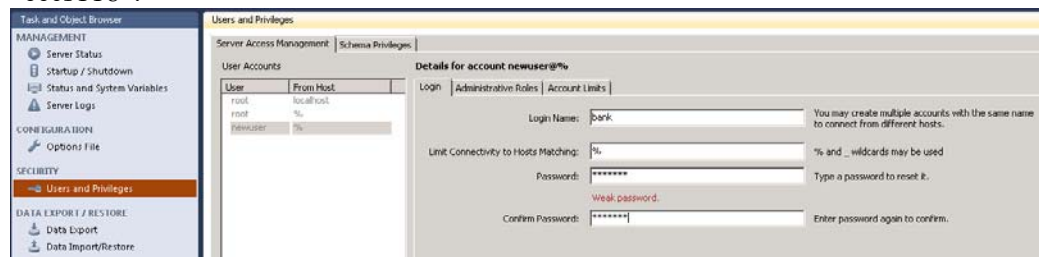 Task and Object Browser
Users and Privileges
MANAGEMENT
Server Status
Startup / Shutdown
Status and System Variables
Server Logs
CONFIGURATION
Options File
SECURITY
Users and Privileges
DATA EXPORT / RESTORE
Data Export
Data Import/Restore
Server Access Management
Schema Privileges
User Accounts
User From Host
root localhost
root %
newuser %
Details for account newuser@%
Login Administrative Roles Account Limits
Login Name: bank
You may create multiple accounts with the same name
to connect from different hosts.
Limit Connectivity to Hosts Matching: %
% and _ wildcards may be used
Password: *******
Type a password to reset it.
Weak password.
Confirm Password: *******
Enter password again to confirm.